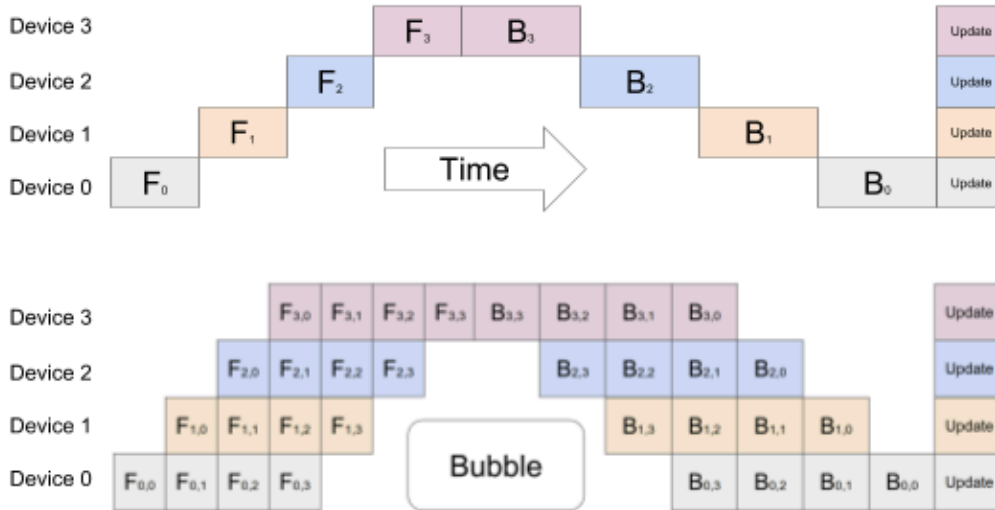 Device 3 F3 B3 Update
Device 2 F2 B2 Update
Device 1 F1 B1 Update
Time
Device 0 F0 B0 Update
Device 3 F3,0 F3,1 F3,2 F3,3 B3,3 B3,2 B3,1 B3,0 Update
Device 2 F2,0 F2,1 F2,2 F2,3 B2,3 B2,2 B2,1 B2,0 Update
Device 1 F1,0 F1,1 F1,2 F1,3 B1,3 B1,2 B1,1 B1,0 Update
Bubble
Device 0 F0,0 F0,1 F0,2 F0,3 B0,3 B0,2 B0,1 B0,0 Update